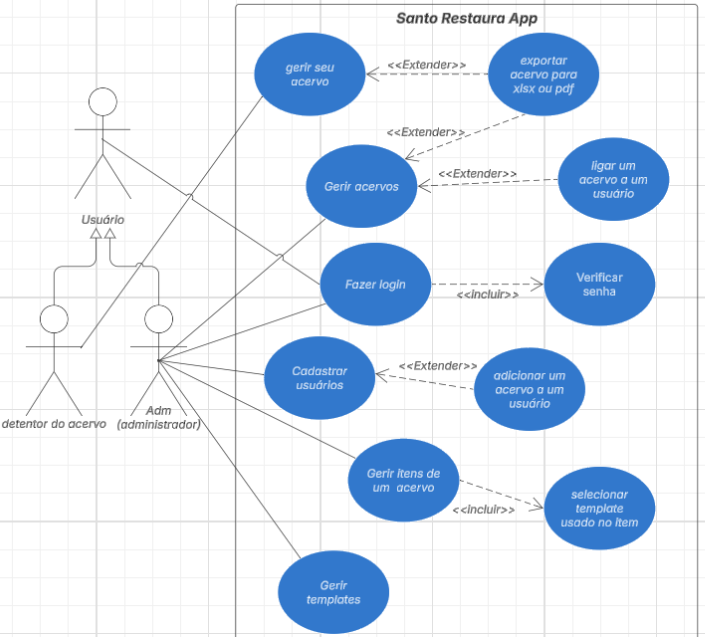 Santo Restaura App
gerir seu
acervo
<<Extender>>
exportar
acervo para
xlsx ou pdf
<<Extender>>
Gerir acervos
<<Extender>>
ligar um
acervo a um
usuário
Usuário
Fazer login
<<incluir>>
Verificar
senha
Cadastrar
usuários
<<Extender>>
adicionar um
acervo a um
usuário
detentor do acervo
Adm
(administrador)
Gerir itens de
um acervo
<<incluir>>
selecionar
template
usado no item
Gerir
templates